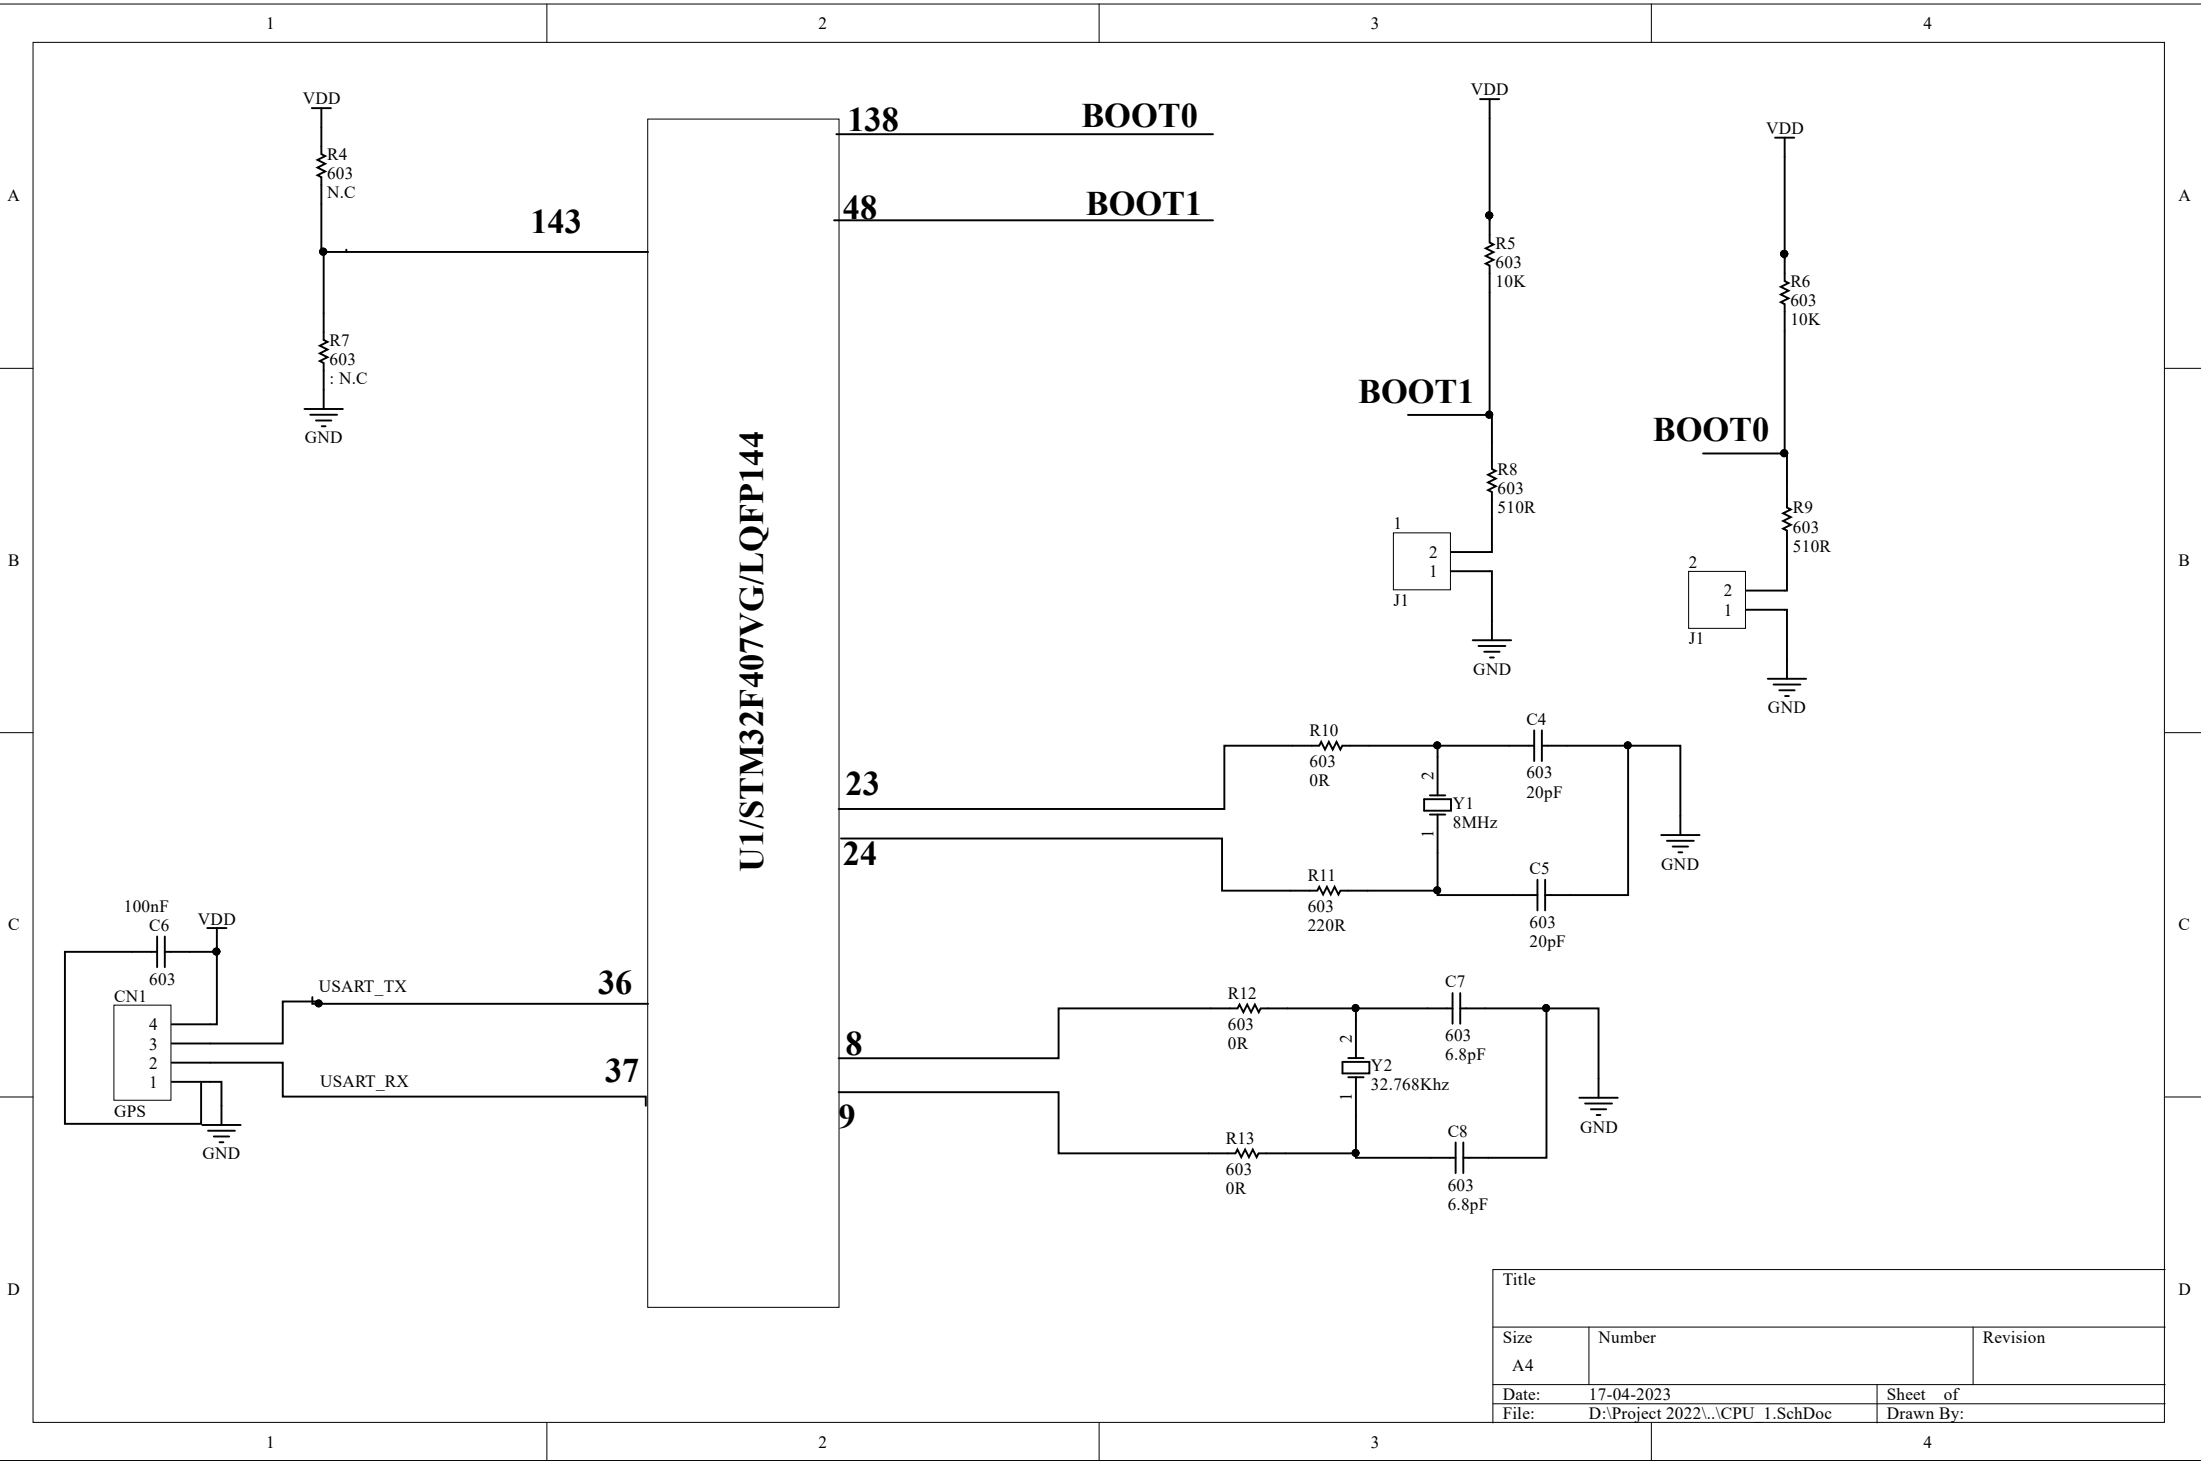 1
2
3
4
A
A
VDD
R4
603
N.C
143
R7
603
: N.C
GND
138
BOOT0
48
BOOT1
U1/STM32F407VG/LQFP144
VDD
R5
603
10K
BOOT1
R8
603
510R
1
2
1
J1
GND
VDD
R6
603
10K
BOOT0
R9
603
510R
2
2
1
J1
GND
B
B
23
24
R10
603
0R
C4
603
20pF
2
Y1
8MHz
1
GND
R11
603
220R
C5
603
20pF
C
C
100nF
C6
VDD
603
CN1
4
3
2
1
GPS
GND
USART_TX
36
USART_RX
37
8
9
R12
603
0R
C7
603
6.8pF
2
Y2
32.768Khz
1
GND
R13
603
0R
C8
603
6.8pF
D
D
Title
Size
Number
Revision
A4
Date:
17-04-2023
Sheet of
File:
D:\Project 2022\..\CPU_1.SchDoc
Drawn By:
1
2
3
4